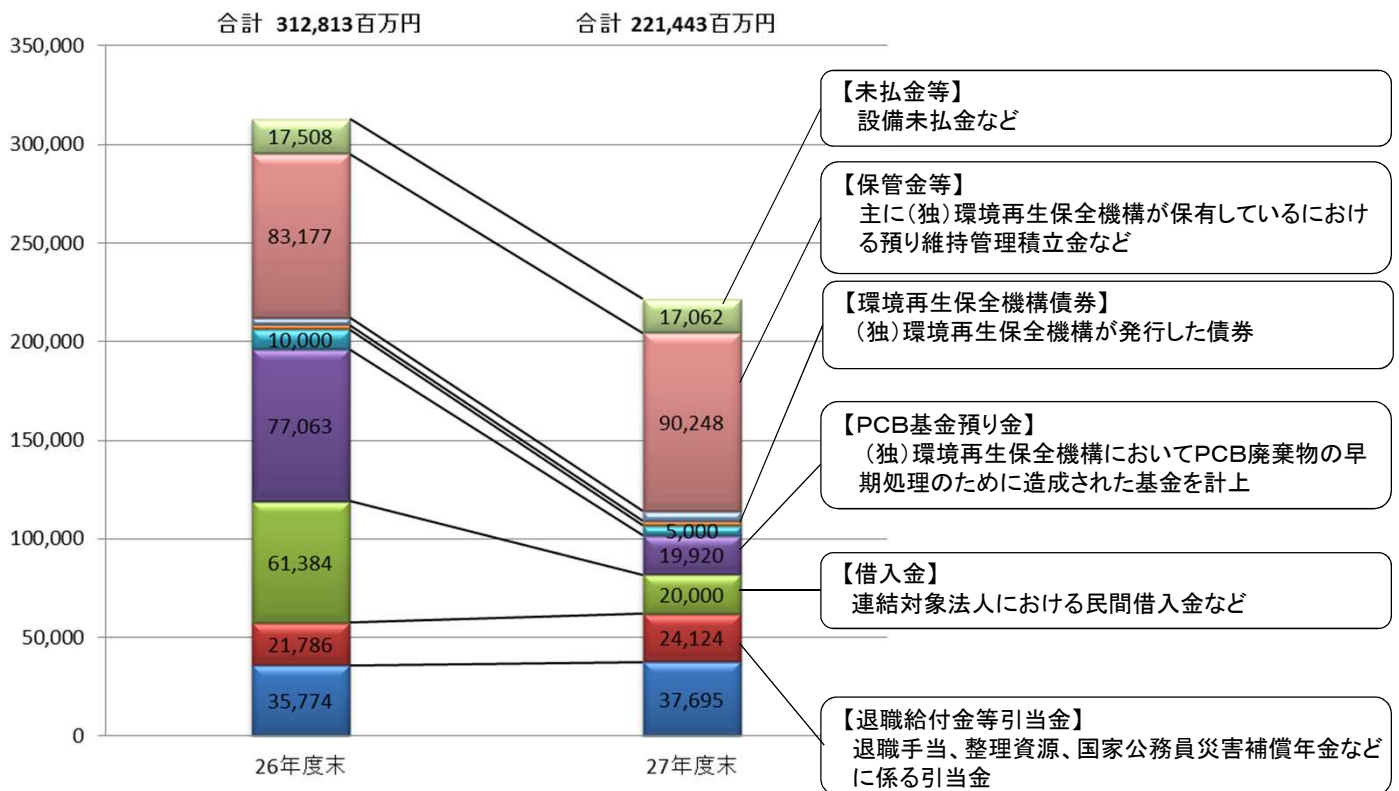 合計 312,813百万円
合計 221,443百万円
350,000
300,000
250,000
200,000
150,000
100,000
50,000
0
17,508
83,177
10,000
77,063
61,384
21,786
35,774
26年度末
17,062
90,248
5,000
19,920
20,000
24,124
37,695
27年度末
【未払金等】
設備未払金など
【保管金等】
主に（独）環境再生保全機構が保有しているにおけ
る預り維持管理積立金など
【環境再生保全機構債券】
（独）環境再生保全機構が発行した債券
【ＰＣＢ基金預り金】
（独）環境再生保全機構においてＰＣＢ廃棄物の早
期処理のために造成された基金を計上
【借入金】
連結対象法人における民間借入金など
【退職給付金等引当金】
退職手当、整理資源、国家公務員災害補償年金など
に係る引当金